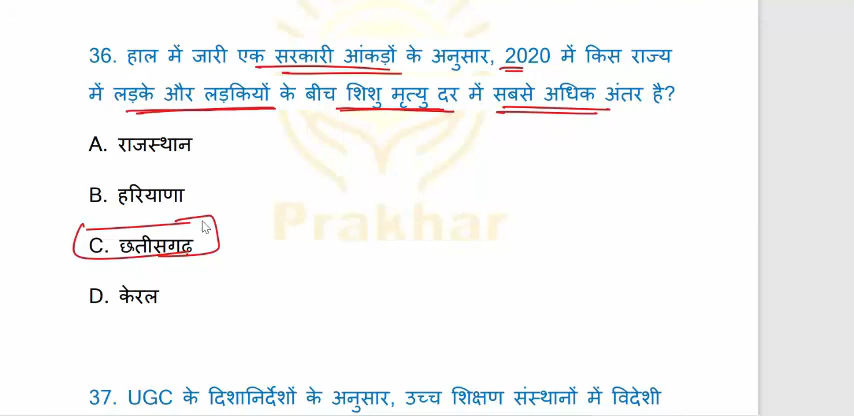 36. हाल में जारी एक सरकारी आंकड़ों के अनुसार, 2020 में किस राज्य
में लड़के और लड़कियों के बीच शिशु मृत्यु दर में सबसे अधिक अंतर है?
A. राजस्थान
B. हरियाणा
Prakhar
C. छतीसगढ़
D. केरल
37. UGC के दिशानिर्देशों के अनुसार, उच्च शिक्षण संस्थानों में विदेशी